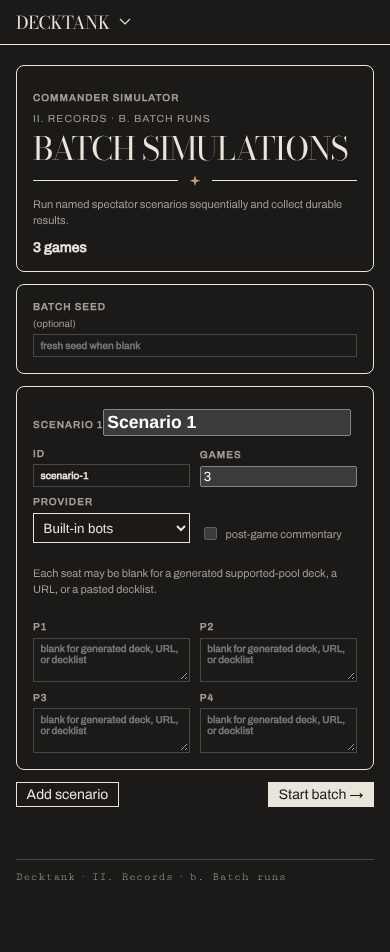 DECKTANK
COMMANDER SIMULATOR
II. RECORDS · B. BATCH RUNS
BATCH SIMULATIONS
Run named spectator scenarios sequentially and collect durable
results.
3 games
BATCH SEED
(optional)
fresh seed when blank
SCENARIO 1 Scenario 1
ID
GAMES
scenario-1
3
PROVIDER
Built-in bots
post-game commentary
Each seat may be blank for a generated supported-pool deck, a
URL, or a pasted decklist.
P1
P2
blank for generated deck, URL,
or decklist
blank for generated deck, URL,
or decklist
P3
P4
blank for generated deck, URL,
or decklist
blank for generated deck, URL,
or decklist
Add scenario
Start batch →
Decktank · II. Records · b. Batch runs